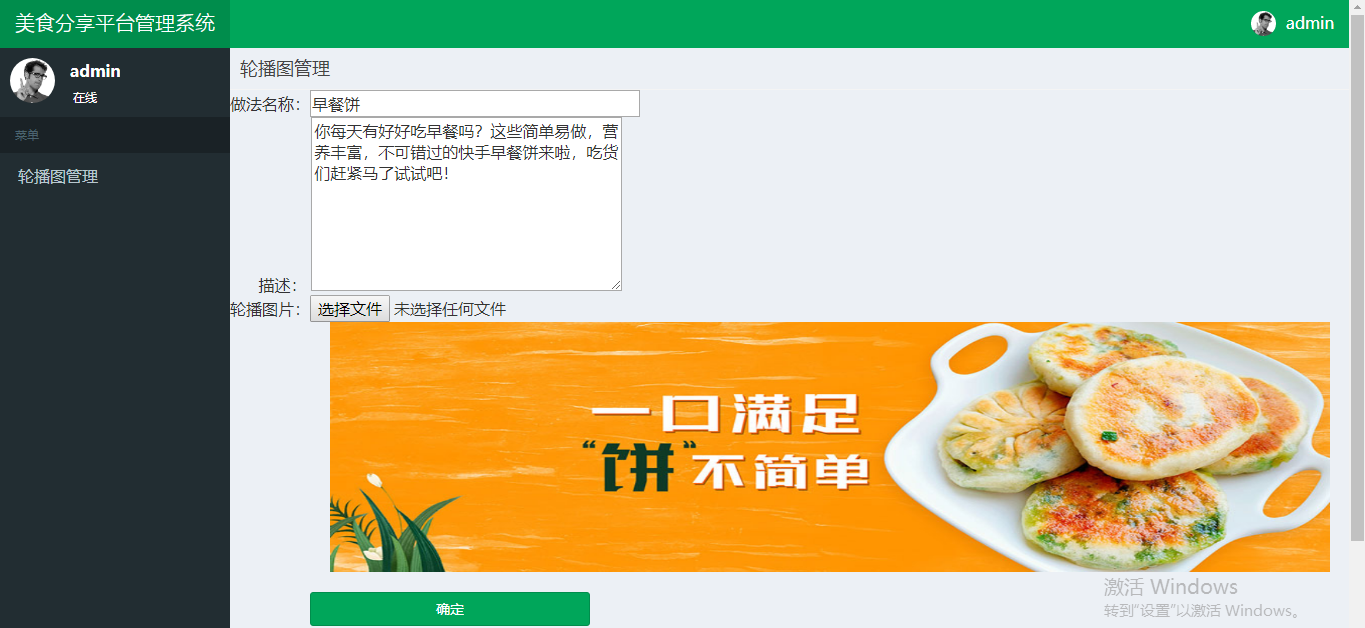 美食分享平台管理系统
admin
admin
在线
菜单
轮播图管理
轮播图管理
做法名称：
早餐饼
你每天有好好吃早餐吗？这些简单易做，营
养丰富，不可错过的快手早餐饼来啦，吃货
们赶紧马了试试吧！
描述：
轮播图片：
选择文件 未选择任何文件
一口满足
“饼”不简单
确定
激活 Windows
转到“设置”以激活 Windows。